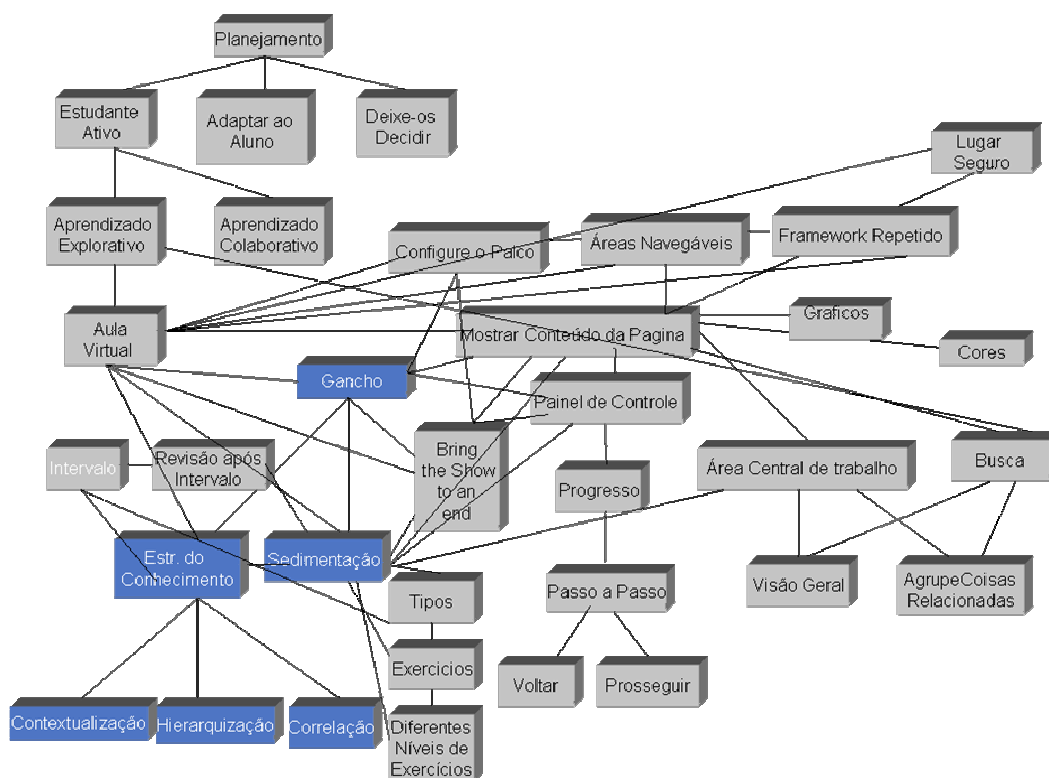 Planejamento
Estudante
Ativo
Adaptar ao
Aluno
Deixe-os
Decidir
Lugar
Seguro
Aprendizado
Explorativo
Aprendizado
Colaborativo
Configure o Palco
Áreas Navegáveis
Framework Repetido
Aula
Virtual
Mostrar Conteúdo da Pagina
Graficos
Cores
Gancho
Painel de Controle
Intervalo
Revisão após
Intervalo
Bring
the Show
to an
end
Progresso
Área Central de trabalho
Busca
Estr. do
Conhecimento
Sedimentação
Tipos
Passo a Passo
Visão Geral
AgrupeCoisas
Relacionadas
Exercicios
Voltar
Prosseguir
Contextualização
Hierarquização
Correlação
Diferentes
Níveis de
Exercícios